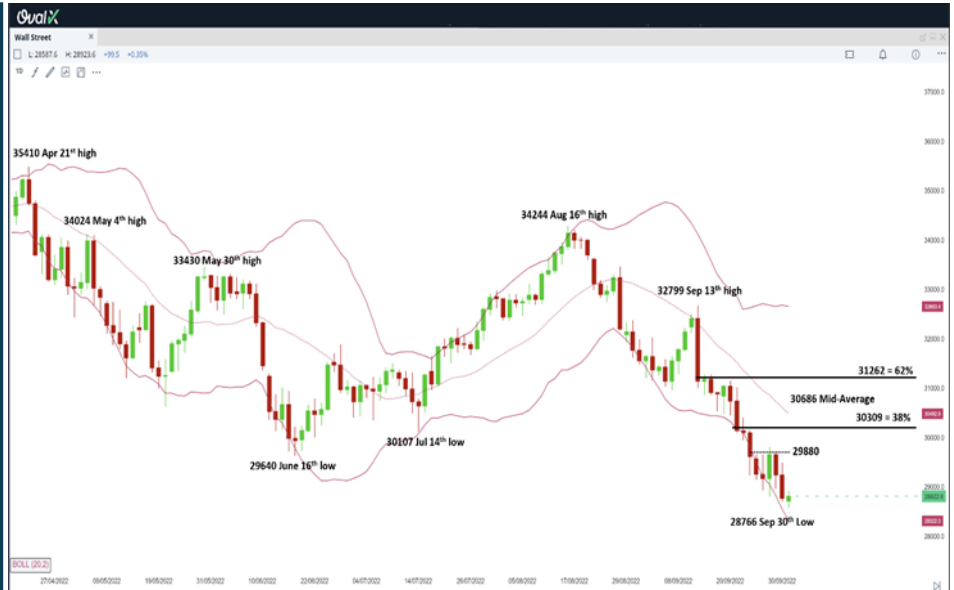 OvalX
Wall Street ×
L: 28587.6 H: 28923.6 +99.5 +0.35%
1D
37000.0
36000.0
35410 Apr 21st high
35000.0
34244 Aug 16th high
34024 May 4th high
34000.0
33430 May 30th high
32799 Sep 13th high
33000.0
32000.0
31262 = 62%
31000.0
30686 Mid-Average
30309 = 38%
30107 Jul 14th low
30000.0
29880
29640 June 16th low
29000.0
28766 Sep 30th Low
28000.0
BOLL (20,2)
27/04/2022 09/05/2022 19/05/2022 31/05/2022 10/06/2022 22/06/2022 04/07/2022 14/07/2022 26/07/2022 05/08/2022 17/08/2022 29/08/2022 08/09/2022 20/09/2022 30/09/2022